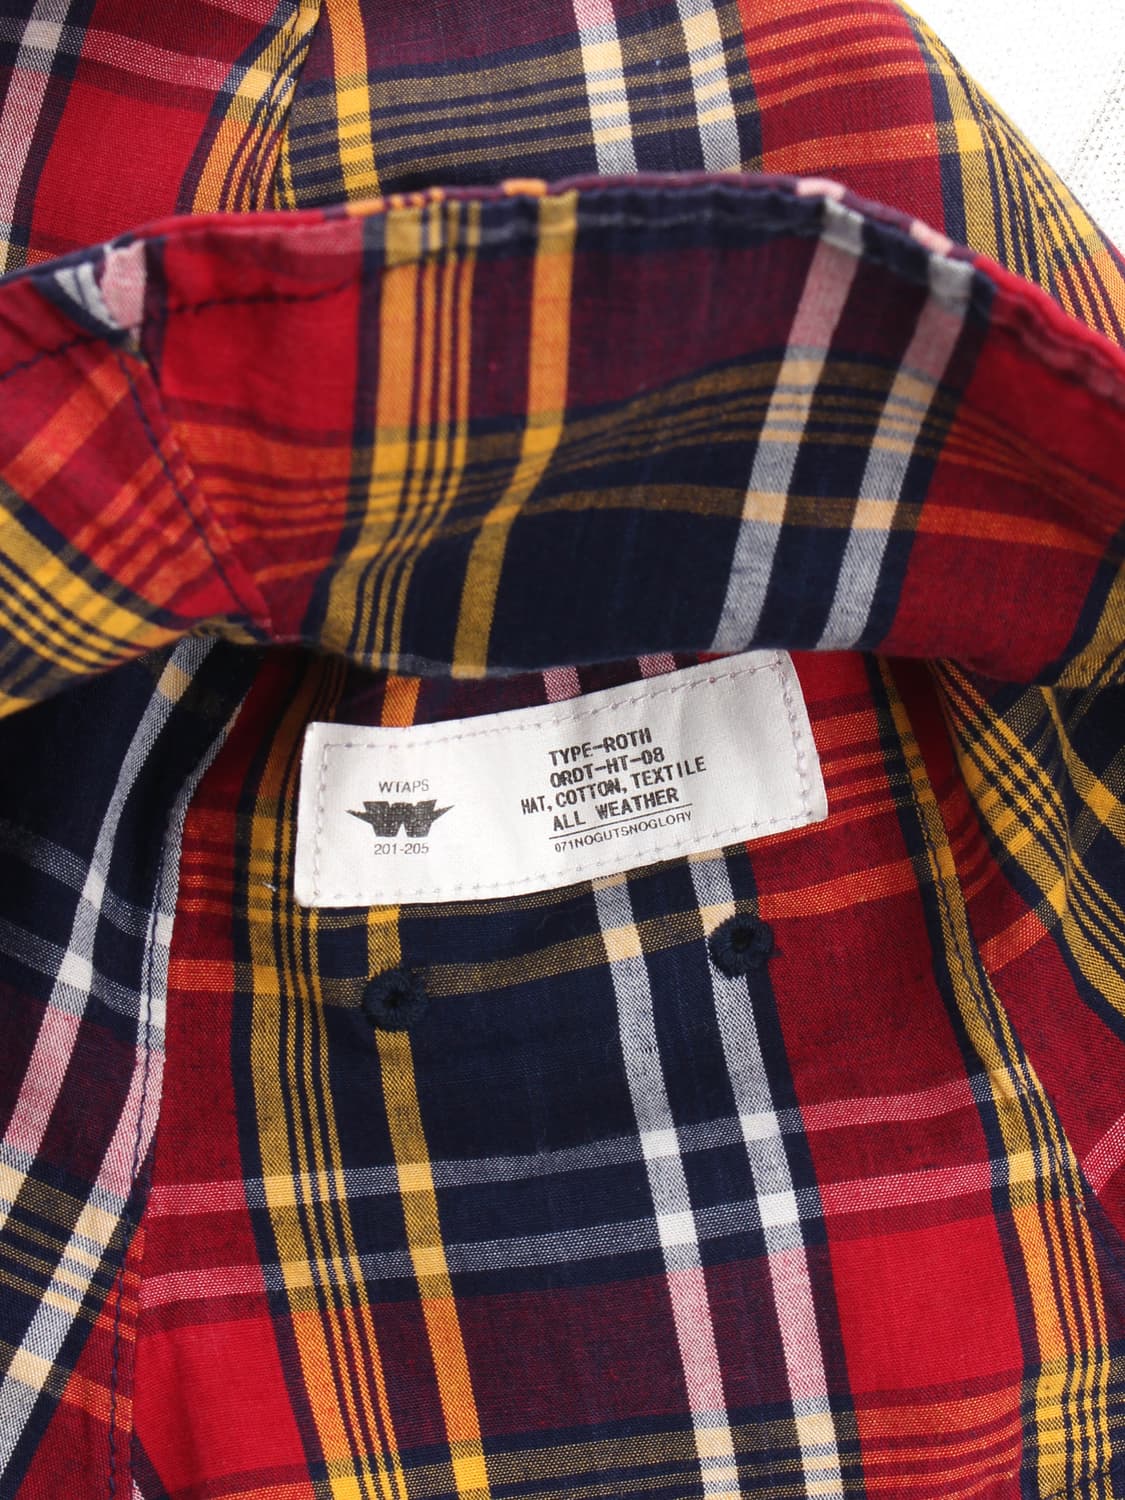 WTAPS
W
201-205
TYPE-ROTH
ORDT-HT-08
HAT, COTTON, TEXTILE
ALL WEATHER
071NOGUTSNOGLORY